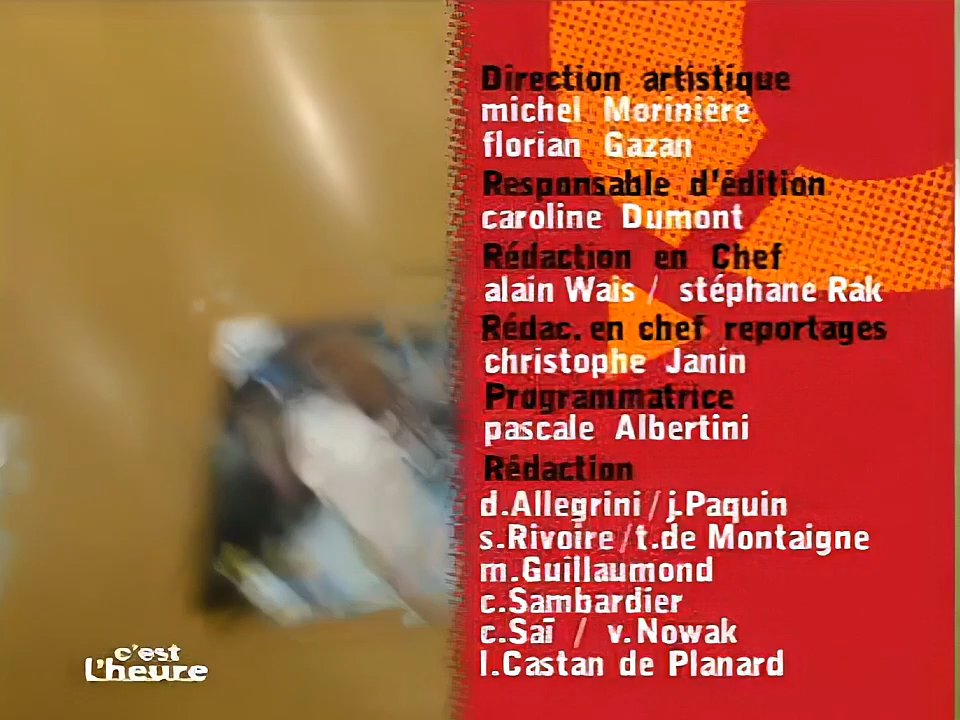 Direction artistique
michel Morinière
florian Gazan
Responsable d'édition
caroline Dumont
Rédaction en Chef
alain Wais / stéphane Rak
Rédac. en chef reportages
christophe Janin
Programmatrice
pascale Albertini
Rédaction
d.Allegrini / j.Paquin
s.Rivoire / t.de Montaigne
m.Guillaumond
c.Sambardier
c.Saï / v.Nowak
l.Castan de Planard
c'est
l'heure